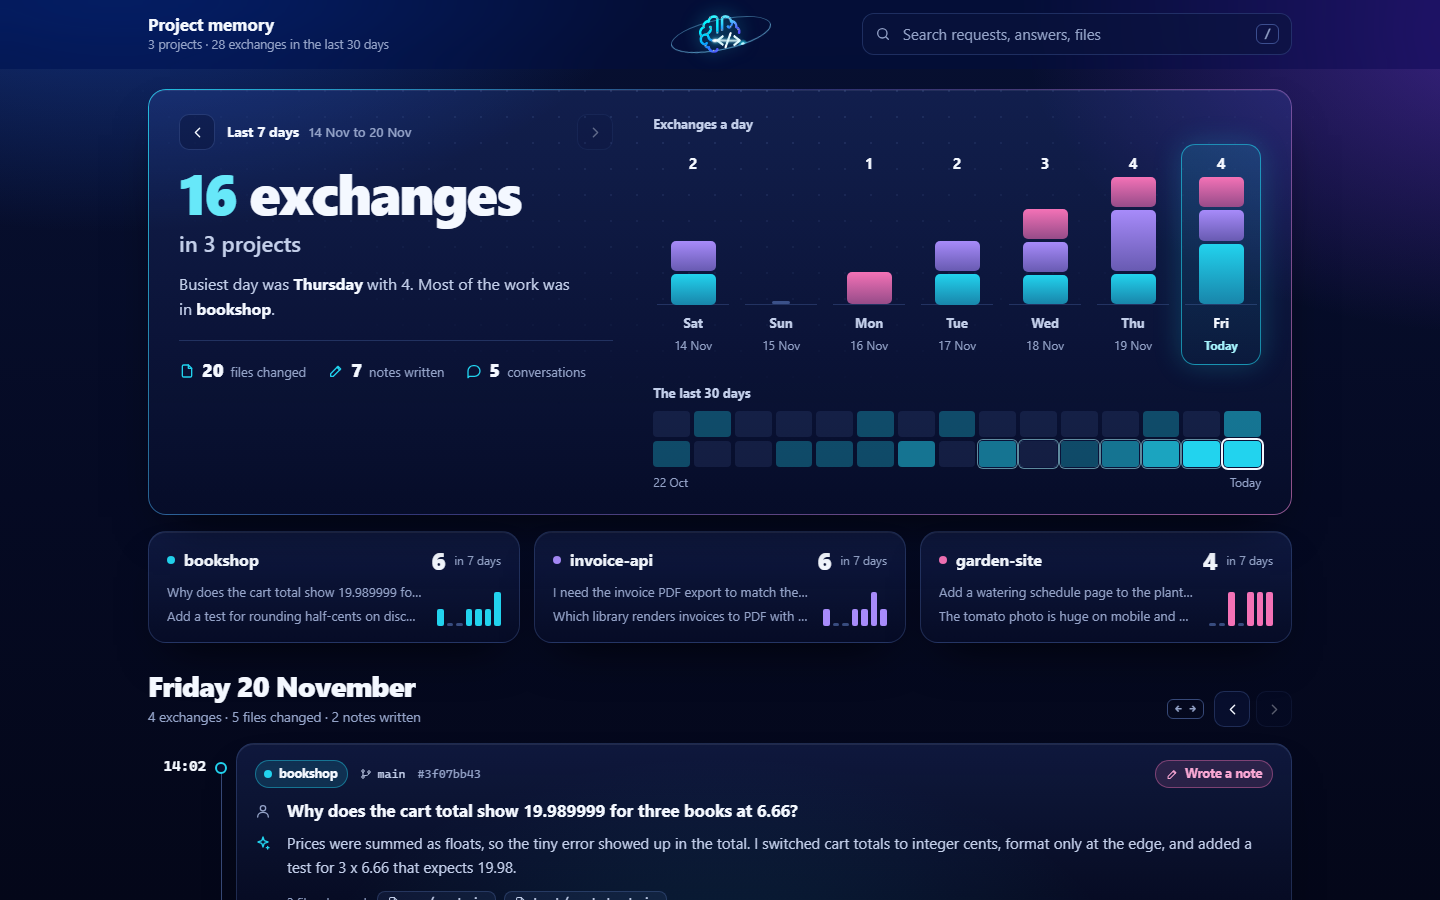 Project memory
3 projects · 28 exchanges in the last 30 days
</>
Search requests, answers, files
/
Last 7 days 14 Nov to 20 Nov
16 exchanges
in 3 projects
Busiest day was Thursday with 4. Most of the work was
in bookshop.
20 files changed 7 notes written 5 conversations
Exchanges a day
2 1 2 3 4 4
Sat Sun Mon Tue Wed Thu Fri
14 Nov 15 Nov 16 Nov 17 Nov 18 Nov 19 Nov Today
The last 30 days
22 Oct Today
bookshop 6 in 7 days
Why does the cart total show 19.989999 fo...
Add a test for rounding half-cents on disc...
invoice-api 6 in 7 days
I need the invoice PDF export to match the...
Which library renders invoices to PDF with ...
garden-site 4 in 7 days
Add a watering schedule page to the plant...
The tomato photo is huge on mobile and ...
Friday 20 November
4 exchanges · 5 files changed · 2 notes written
14:02
bookshop main #3f07bb43 Wrote a note
Why does the cart total show 19.989999 for three books at 6.66?
Prices were summed as floats, so the tiny error showed up in the total. I switched cart totals to integer cents, format only at the edge, and added a
test for 3 x 6.66 that expects 19.98.